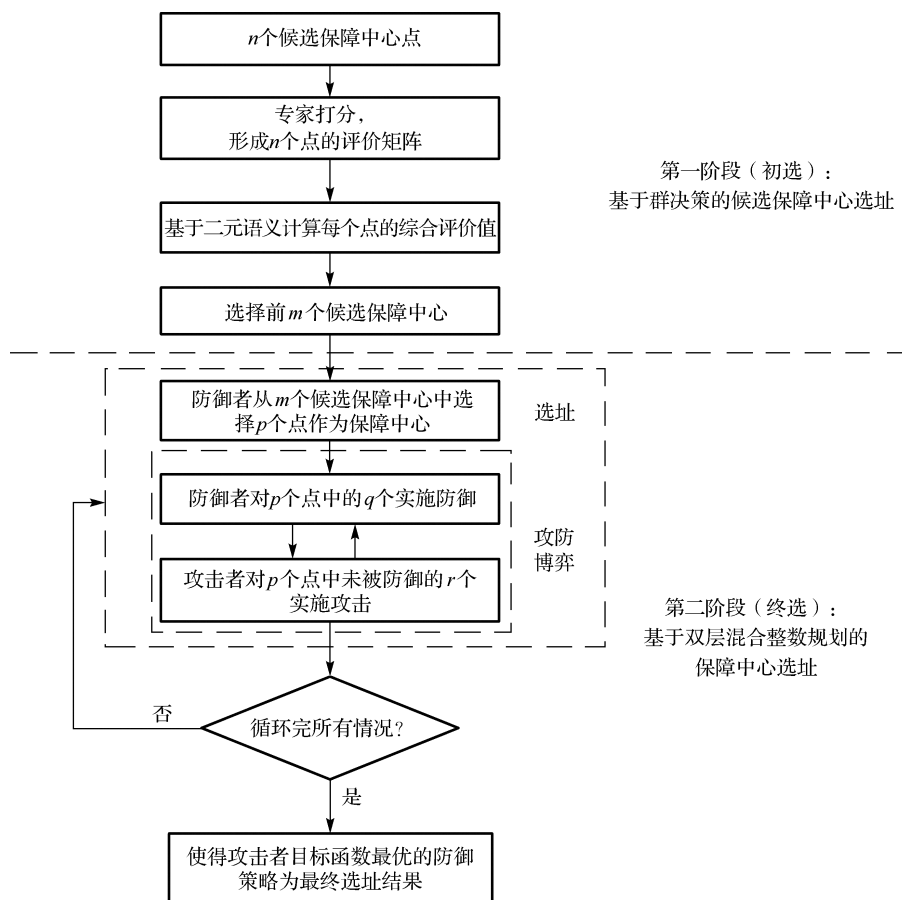 n个候选保障中心点
专家打分，
形成n个点的评价矩阵
第一阶段（初选）：
基于群决策的候选保障中心选址
基于二元语义计算每个点的综合评价值
选择前m个候选保障中心
防御者从m个候选保障中心中选
择p个点作为保障中心
选址
防御者对p个点中的q个实施防御
攻防
博弈
攻击者对p个点中未被防御的r个
实施攻击
第二阶段（终选）：
基于双层混合整数规划的
保障中心选址
否
循环完所有情况?
是
使得攻击者目标函数最优的防御
策略为最终选址结果